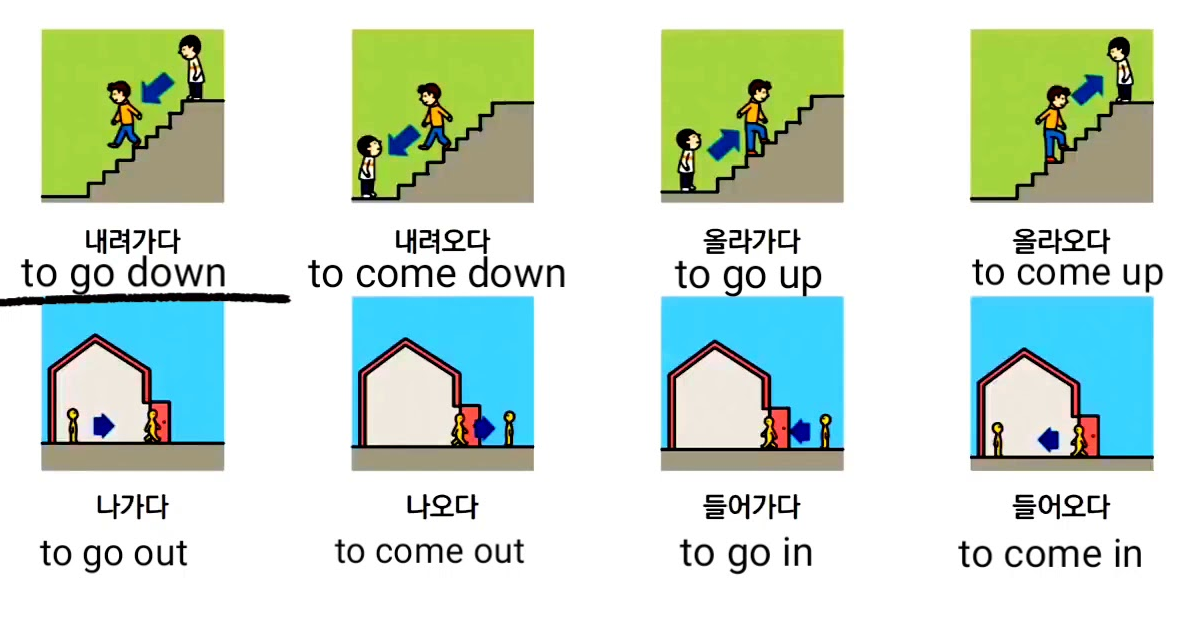 내려가다
to go down
내려오다
to come down
올라가다
to go up
올라오다
to come up
나가다
to go out
나오다
to come out
들어가다
to go in
들어오다
to come in